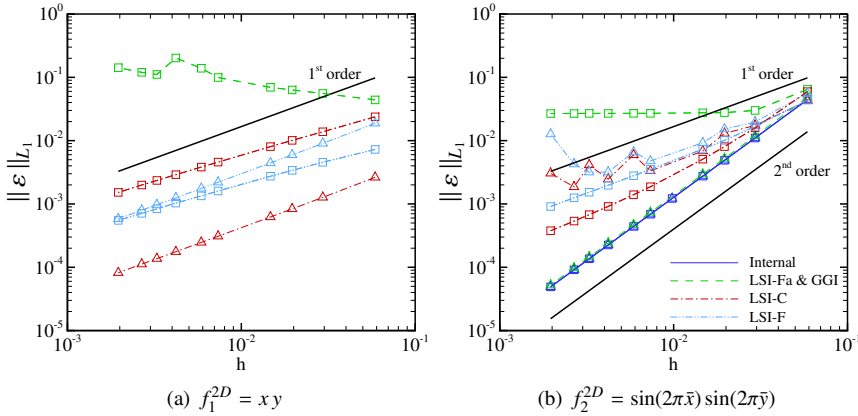 10^0
10^-1
10^-2
10^-3
10^-4
10^-5
|| ε ||_{L_1}
1^st order
10^-3
10^-2
10^-1
h
(a) f_1^{2D} = x y
10^0
10^-1
10^-2
10^-3
10^-4
10^-5
|| ε ||_{L_1}
1^st order
2^nd order
Internal
LSI-Fa & GGI
LSI-C
LSI-F
10^-3
10^-2
10^-1
h
(b) f_2^{2D} = sin(2πx̄) sin(2πȳ)